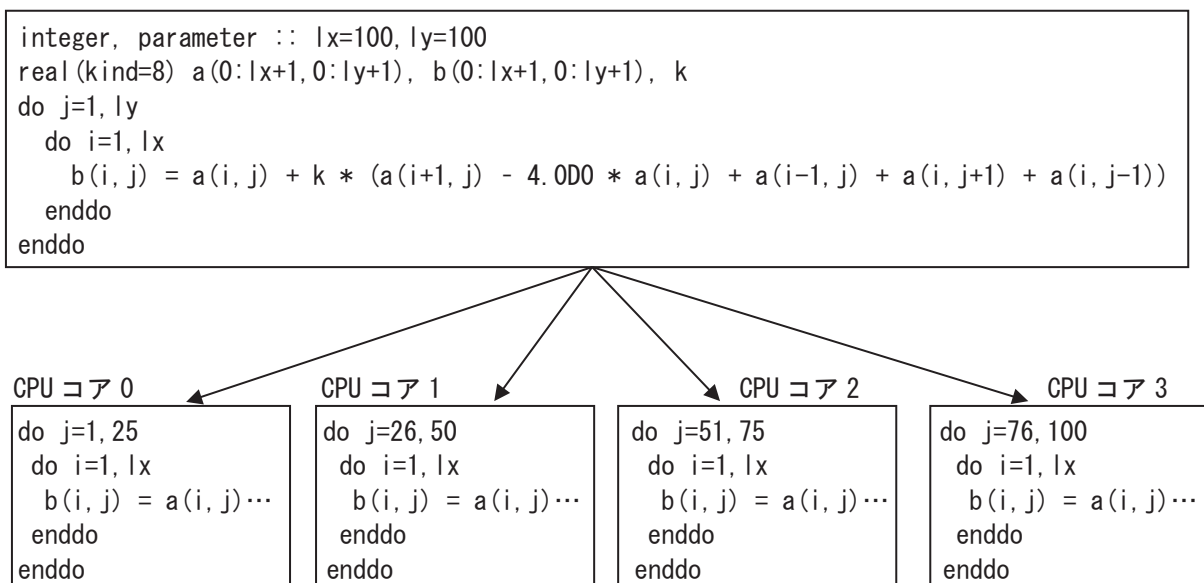 integer, parameter :: lx=100,ly=100
real(kind=8) a(0:lx+1,0:ly+1), b(0:lx+1,0:ly+1), k
do j=1,ly
do i=1,lx
b(i,j) = a(i,j) + k * (a(i+1,j) - 4.0D0 * a(i,j) + a(i-1,j) + a(i,j+1) + a(i,j-1))
enddo
enddo
CPU コア 0
do j=1,25
do i=1,lx
b(i,j) = a(i,j)…
enddo
enddo
CPU コア 1
do j=26,50
do i=1,lx
b(i,j) = a(i,j)…
enddo
enddo
CPU コア 2
do j=51,75
do i=1,lx
b(i,j) = a(i,j)…
enddo
enddo
CPU コア 3
do j=76,100
do i=1,lx
b(i,j) = a(i,j)…
enddo
enddo